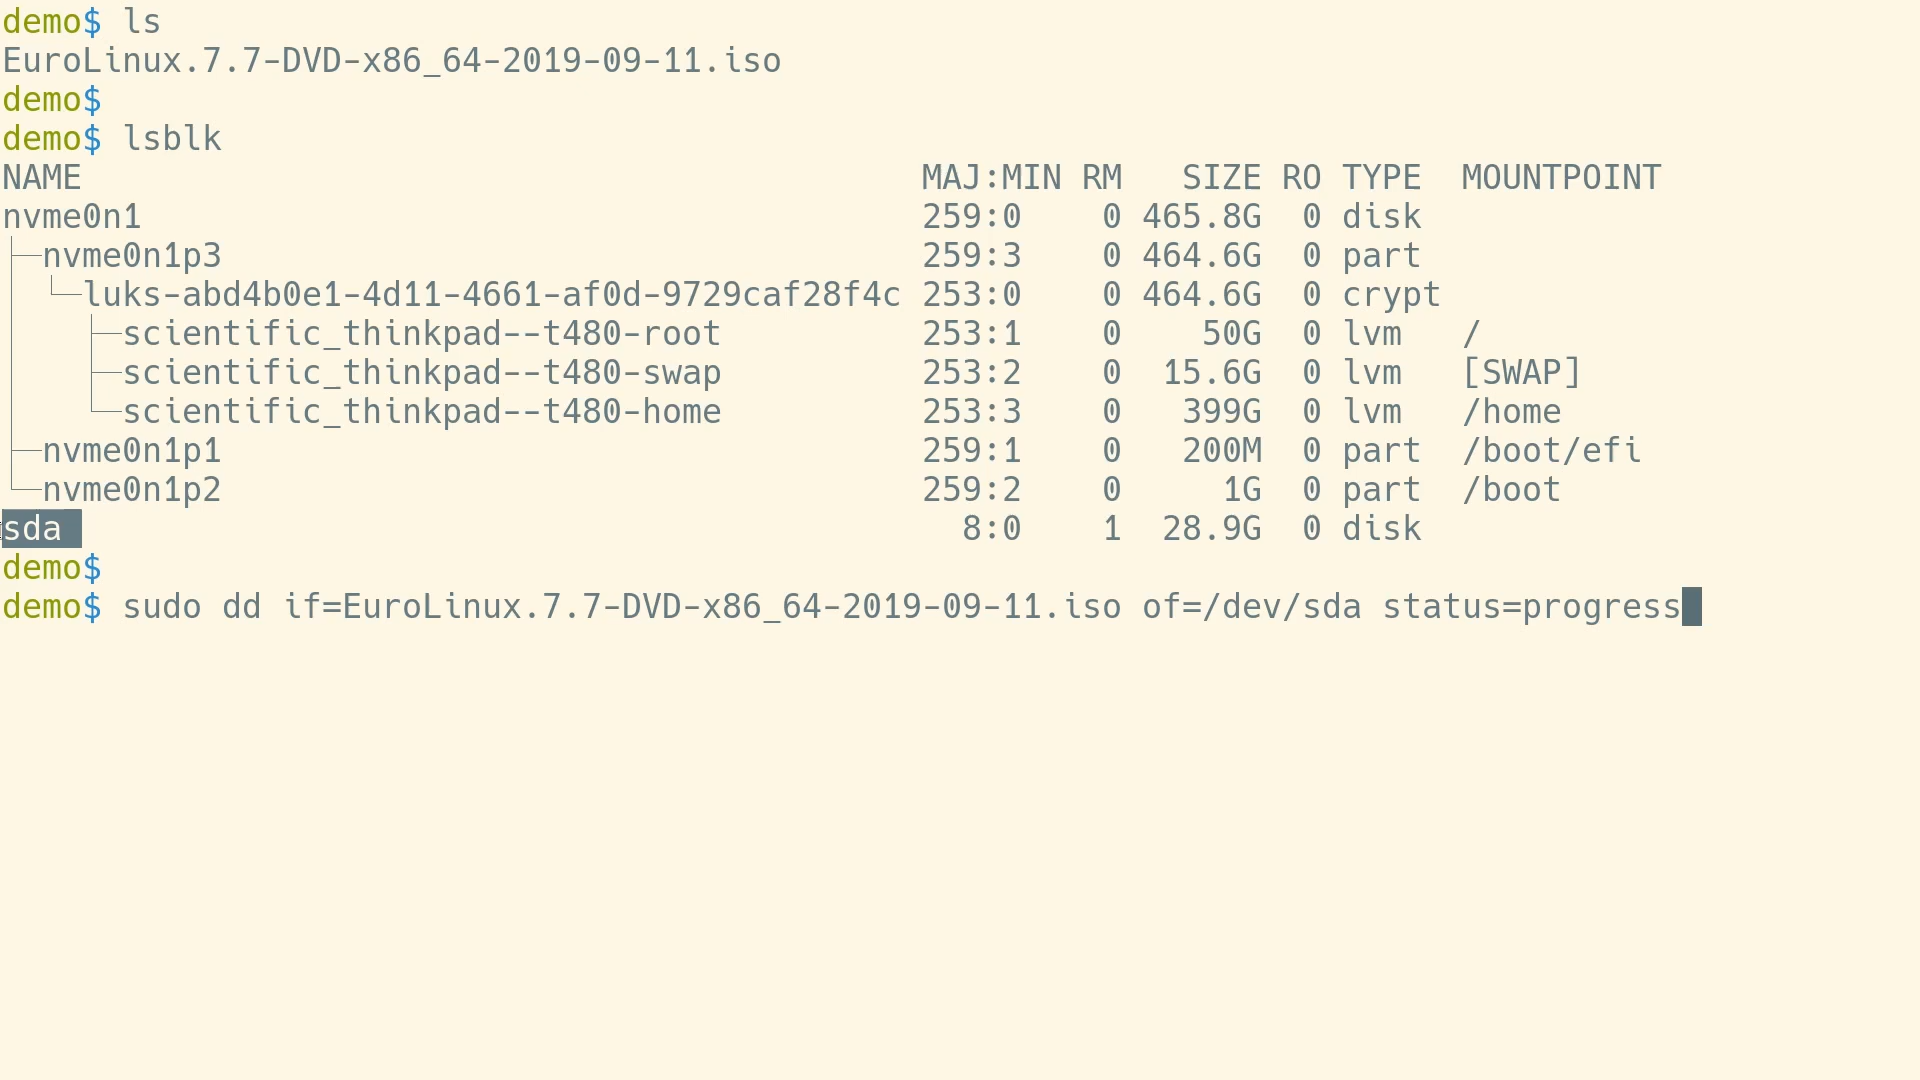 demo$ ls
EuroLinux.7.7-DVD-x86_64-2019-09-11.iso
demo$
demo$ lsblk
NAME                                          MAJ:MIN RM   SIZE RO TYPE  MOUNTPOINT
nvme0n1                                       259:0    0 465.8G  0 disk
├─nvme0n1p3                                   259:3    0 464.6G  0 part
│ └─luks-abd4b0e1-4d11-4661-af0d-9729caf28f4c 253:0    0 464.6G  0 crypt
│   ├─scientific_thinkpad--t480-root          253:1    0    50G  0 lvm   /
│   ├─scientific_thinkpad--t480-swap          253:2    0  15.6G  0 lvm   [SWAP]
│   └─scientific_thinkpad--t480-home          253:3    0   399G  0 lvm   /home
├─nvme0n1p1                                   259:1    0   200M  0 part  /boot/efi
└─nvme0n1p2                                   259:2    0     1G  0 part  /boot
sda                                             8:0    1  28.9G  0 disk
demo$
demo$ sudo dd if=EuroLinux.7.7-DVD-x86_64-2019-09-11.iso of=/dev/sda status=progress